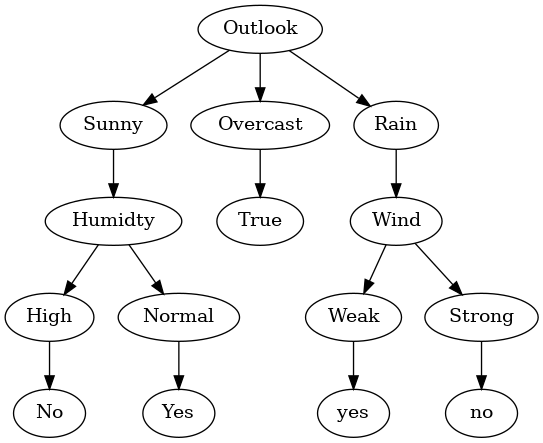 Outlook
Sunny Overcast Rain
Humidty True Wind
High Normal Weak Strong
No Yes yes no